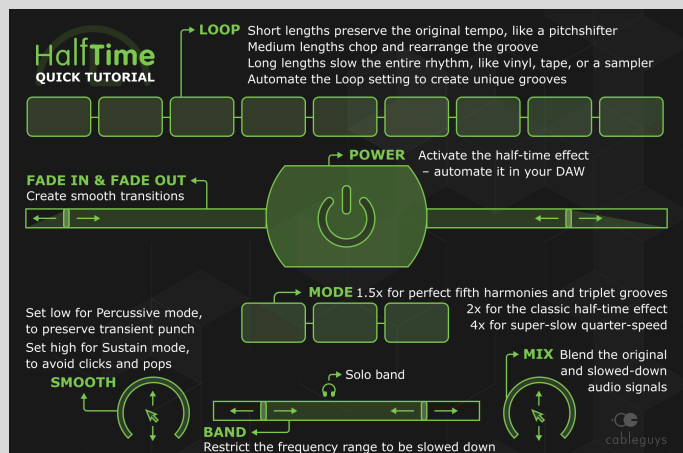 HalfTime
QUICK TUTORIAL
LOOP
Short lengths preserve the original tempo, like a pitchshifter
Medium lengths chop and rearrange the groove
Long lengths slow the entire rhythm, like vinyl, tape, or a sampler
Automate the Loop setting to create unique grooves
POWER
Activate the half-time effect
– automate it in your DAW
FADE IN & FADE OUT
Create smooth transitions
MODE 1.5x for perfect fifth harmonies and triplet grooves
2x for the classic half-time effect
4x for super-slow quarter-speed
Set low for Percussive mode,
to preserve transient punch
Set high for Sustain mode,
to avoid clicks and pops
SMOOTH
Solo band
BAND
Restrict the frequency range to be slowed down
MIX Blend the original
and slowed-down
audio signals
cableguys